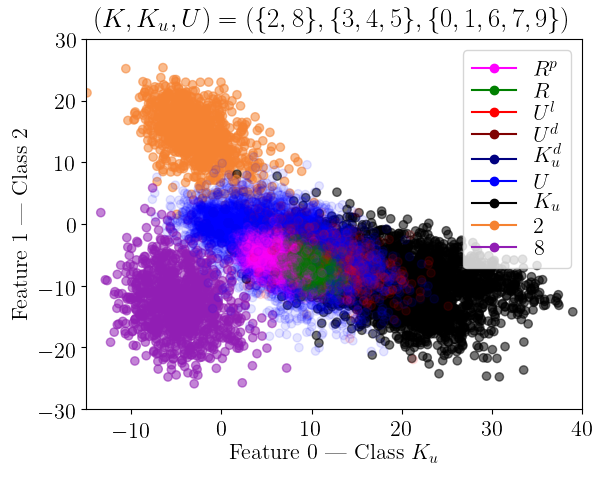 (K, K_u, U) = ({2, 8}, {3, 4, 5}, {0, 1, 6, 7, 9})
30
20
10
0
−10
−20
−30
Feature 1 — Class 2
R^p
R
U^l
U^d
K_u^d
U
K_u
2
8
−10
0
10
20
30
40
Feature 0 — Class K_u